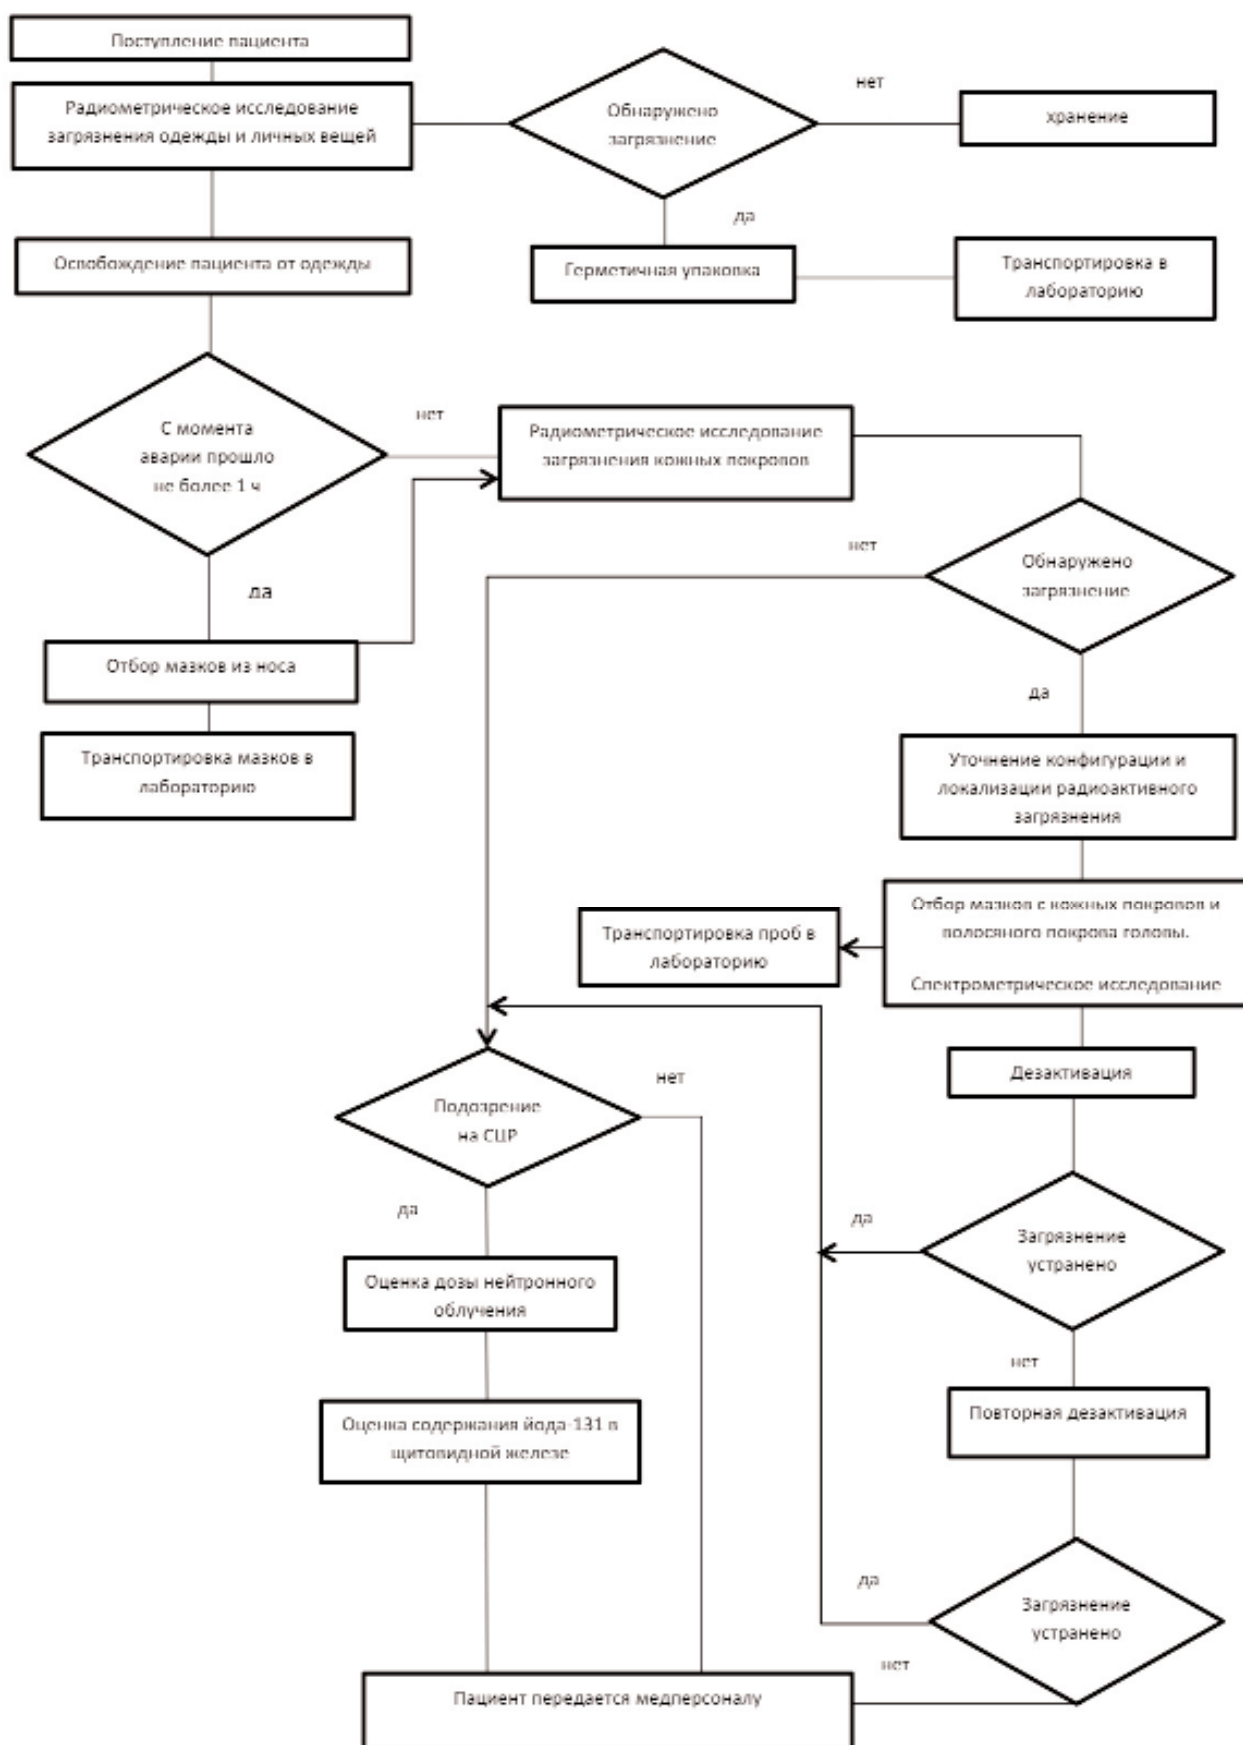 Поступление пациента
Радиометрическое исследование
загрязнения одежды и личных вещей
Обнаружено
загрязнение
нет
хранение
да
Герметичная упаковка
Транспортировка в
лабораторию
Освобождение пациента от одежды
С момента
аварии прошло
не более 1 ч
нет
Радиометрическое исследование
загрязнения кожных покровов
да
Отбор мазков из носа
Транспортировка мазков в
лабораторию
нет
Обнаружено
загрязнение
да
Уточнение конфигурации и
локализации радиоактивного
загрязнения
Отбор мазков с кожных покровов и
волосяного покрова головы.
Спектрометрическое исследование
Транспортировка проб в
лабораторию
Дезактивация
Подозрение
на СЦР
нет
да
Загрязнение
устранено
да
нет
Оценка дозы нейтронного
облучения
Оценка содержания йода-131 в
щитовидной железе
Повторная дезактивация
Загрязнение
устранено
да
нет
Пациент передается медперсоналу